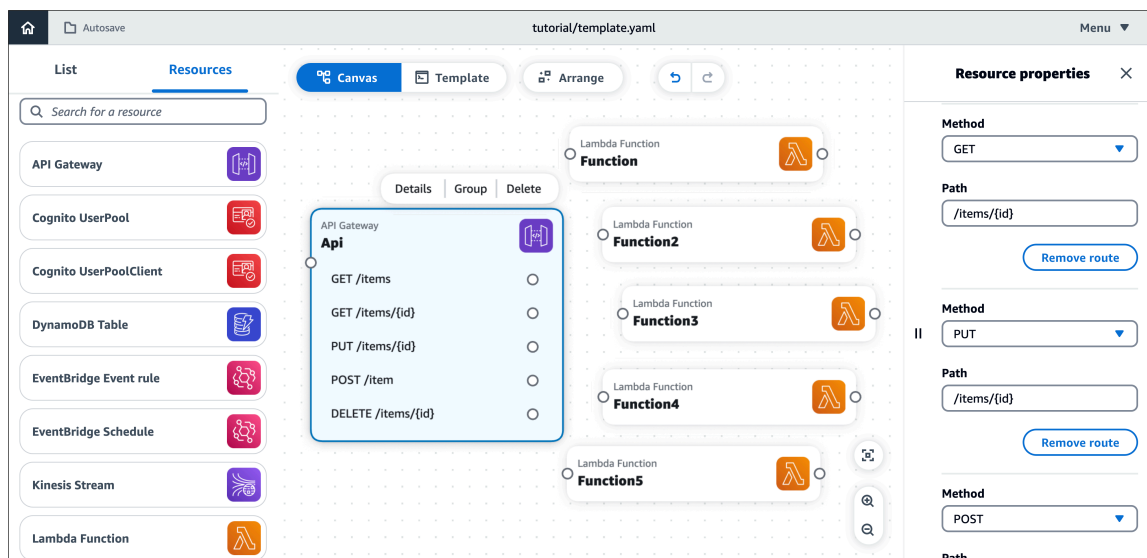 Autosave
tutorial/template.yaml
Menu
List
Resources
Search for a resource
API Gateway
Cognito UserPool
Cognito UserPoolClient
DynamoDB Table
EventBridge Event rule
EventBridge Schedule
Kinesis Stream
Lambda Function
Canvas
Template
Arrange
Details
Group
Delete
API Gateway
Api
GET /items
GET /items/{id}
PUT /items/{id}
POST /item
DELETE /items/{id}
Lambda Function
Function
Lambda Function
Function2
Lambda Function
Function3
Lambda Function
Function4
Lambda Function
Function5
Resource properties
Method
GET
Path
/items/{id}
Remove route
Method
PUT
Path
/items/{id}
Remove route
Method
POST
Path